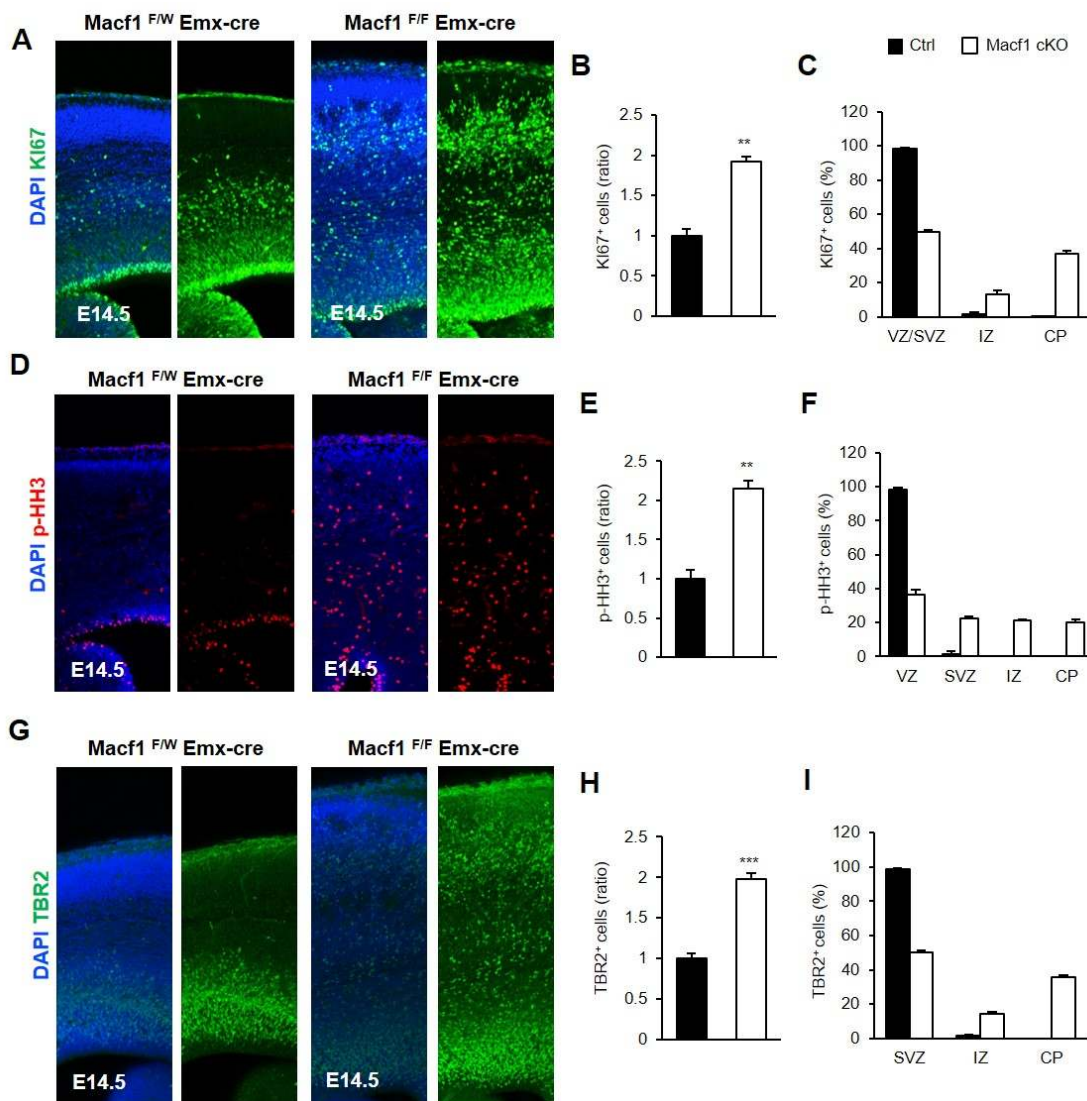 A
Macf1 F/W Emx-cre
Macf1 F/F Emx-cre
DAPI KI67
E14.5
E14.5
B
KI67+ cells (ratio)
2.5
2
1.5
1
0.5
0
**
Ctrl
Macf1 cKO
C
KI67+ cells (%)
120
100
80
60
40
20
0
VZ/SVZ IZ CP
D
Macf1 F/W Emx-cre
Macf1 F/F Emx-cre
DAPI p-HH3
E14.5
E14.5
E
p-HH3+ cells (ratio)
2.5
2
1.5
1
0.5
0
**
F
p-HH3+ cells (%)
120
100
80
60
40
20
0
VZ SVZ IZ CP
G
Macf1 F/W Emx-cre
Macf1 F/F Emx-cre
DAPI TBR2
E14.5
E14.5
H
TBR2+ cells (ratio)
2.5
2
1.5
1
0.5
0
***
I
TBR2+ cells (%)
120
100
80
60
40
20
0
SVZ IZ CP